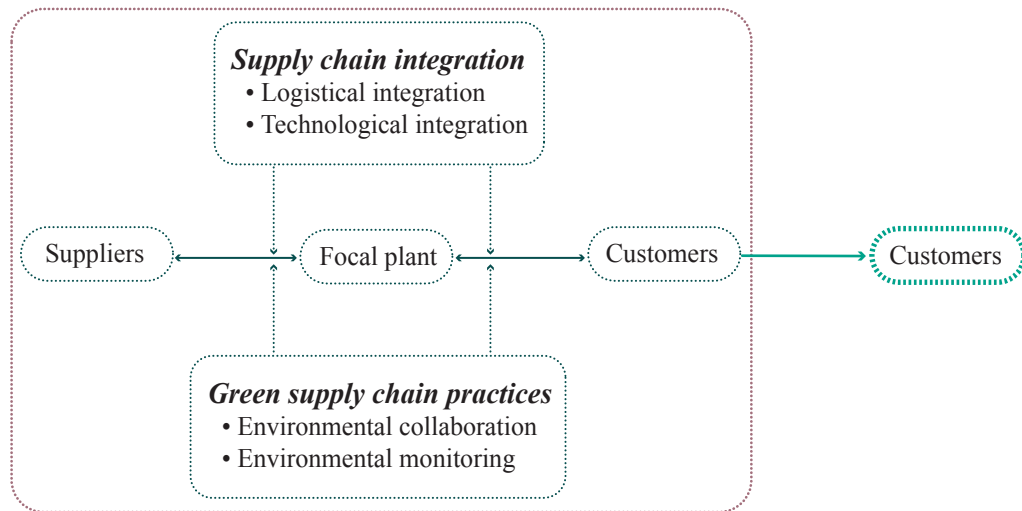 Supply chain integration
• Logistical integration
• Technological integration
Suppliers
Focal plant
Customers
Customers
Green supply chain practices
• Environmental collaboration
• Environmental monitoring